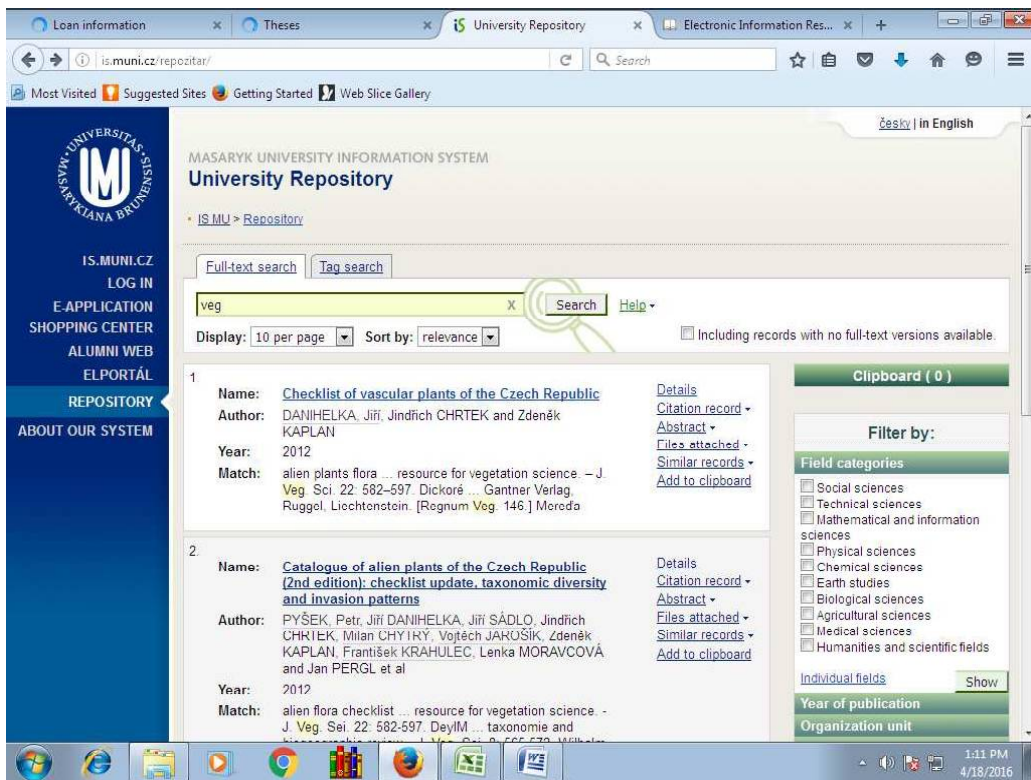 Loan information
Theses
University Repository
Electronic Information Res...
is.muni.cz/repozitar/
Search
Most Visited Suggested Sites Getting Started Web Slice Gallery
česky | in English
UNIVERSITAS MASARYKIANA BRUNENSIS
MASARYK UNIVERSITY INFORMATION SYSTEM
University Repository
IS MU > Repository
IS.MUNI.CZ
LOG IN
E-APPLICATION
SHOPPING CENTER
ALUMNI WEB
ELPORTÁL
REPOSITORY
ABOUT OUR SYSTEM
Full-text search Tag search
veg x Search Help
Display: 10 per page Sort by: relevance
Including records with no full-text versions available.
1
Name: Checklist of vascular plants of the Czech Republic
Author: DANIHELKA, Jiří, Jindřich CHRTEK and Zdeněk
KAPLAN
Year: 2012
Match: alien plants flora ... resource for vegetation science. – J.
Veg. Sci. 22: 582–597. Dickoré ... Gantner Verlag,
Ruggel, Liechtenstein. [Regnum Veg. 146.] Mereďa
Details
Citation record
Abstract
Files attached
Similar records
Add to clipboard
2.
Name: Catalogue of alien plants of the Czech Republic
(2nd edition): checklist update, taxonomic diversity
and invasion patterns
Author: PYŠEK, Petr, Jiří DANIHELKA, Jiří SÁDLO, Jindřich
CHRTEK, Milan CHYTRÝ, Vojtěch JAROŠÍK, Zdeněk
KAPLAN, František KRAHULEC, Lenka MORAVCOVÁ
and Jan PERGL et al
Year: 2012
Match: alien flora checklist ... resource for vegetation science. -
J. Veg. Sei. 22: 582-597. DeylM ... taxonomie and
Details
Citation record
Abstract
Files attached
Similar records
Add to clipboard
Clipboard ( 0 )
Filter by:
Field categories
Social sciences
Technical sciences
Mathematical and information
sciences
Physical sciences
Chemical sciences
Earth studies
Biological sciences
Agricultural sciences
Medical sciences
Humanities and scientific fields
Individual fields Show
Year of publication
Organization unit
1:11 PM
4/18/2016